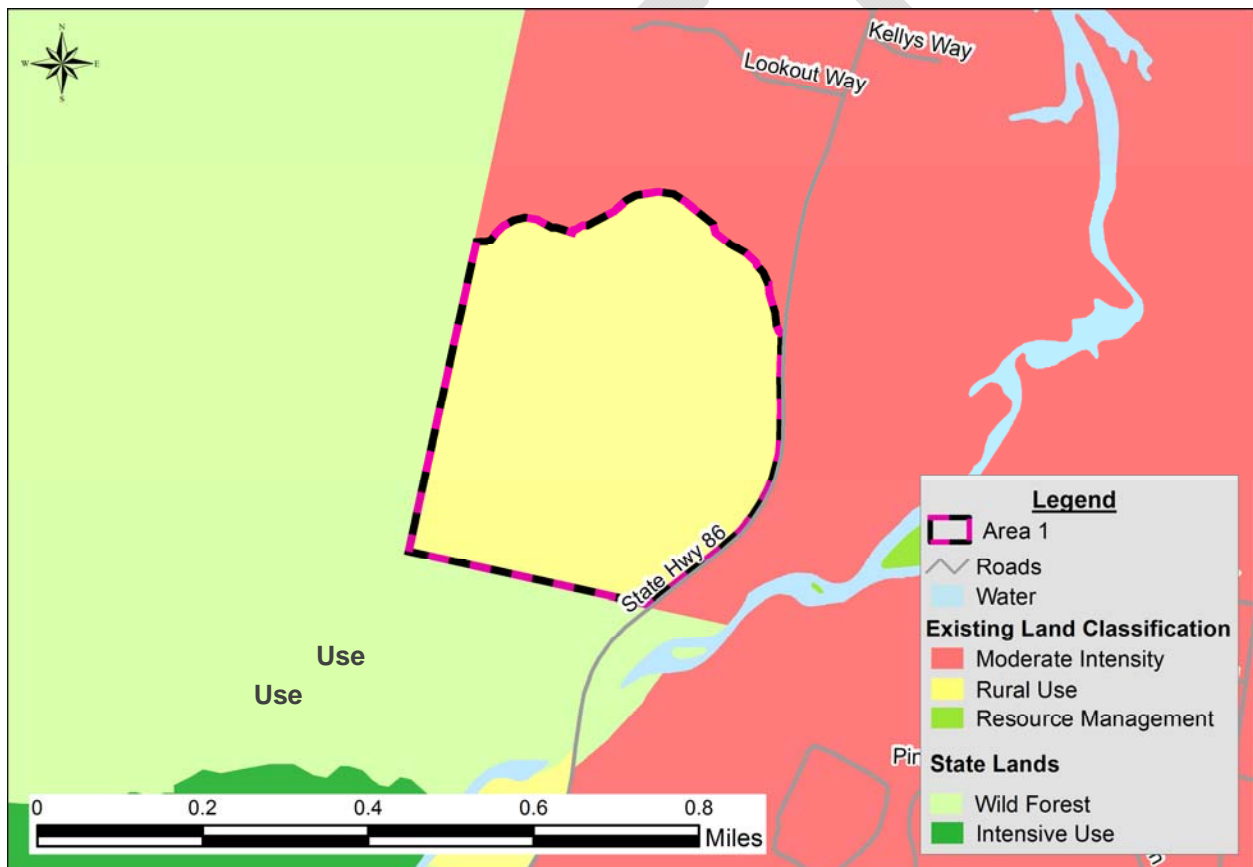 N
W E
S
Kellys Way
Lookout Way
State Hwy 86
Use
Use
Legend
Area 1
Roads
Water
Existing Land Classification
Moderate Intensity
Rural Use
Resource Management
State Lands
Wild Forest
Intensive Use
0 0.2 0.4 0.6 0.8
Miles